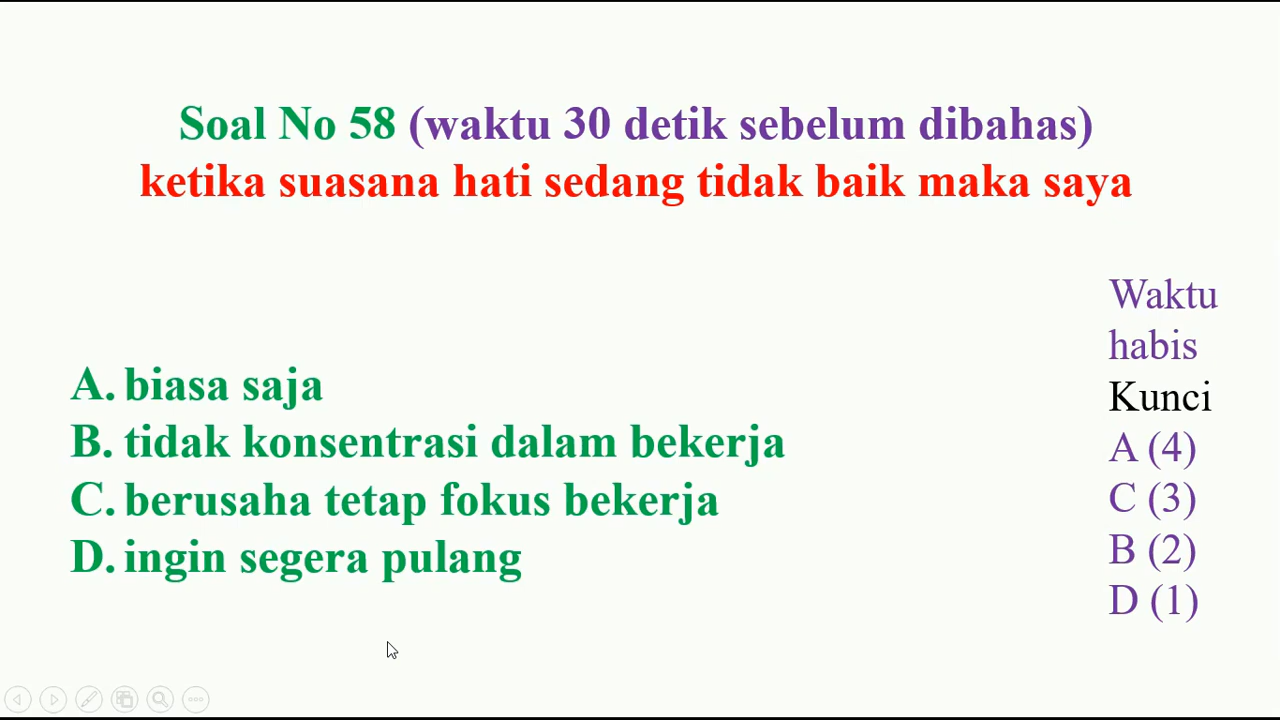 Soal No 58 (waktu 30 detik sebelum dibahas)
ketika suasana hati sedang tidak baik maka saya
A. biasa saja
B. tidak konsentrasi dalam bekerja
C. berusaha tetap fokus bekerja
D. ingin segera pulang
Waktu
habis
Kunci
A (4)
C (3)
B (2)
D (1)